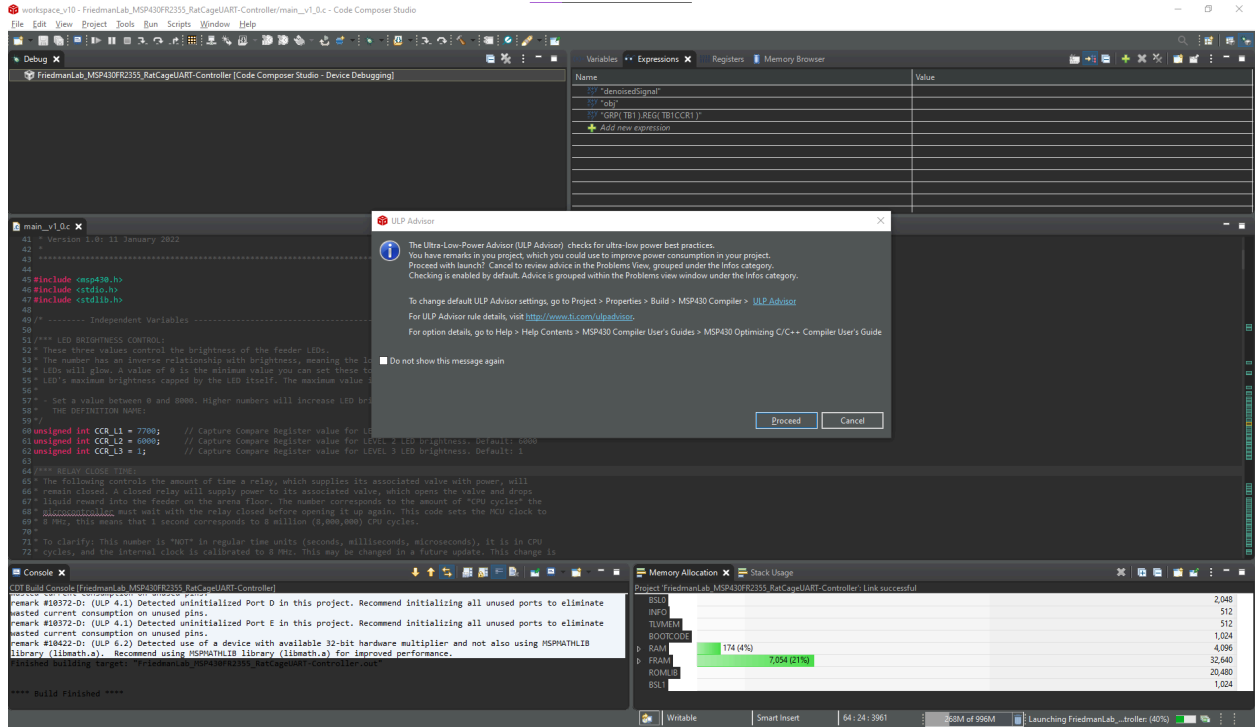 workspace_v10 - FriedmanLab_MSP430FR2355_RatCageUART-Controller/main__v1_0.c - Code Composer Studio
File Edit View Project Tools Run Scripts Window Help
Debug
FriedmanLab_MSP430FR2355_RatCageUART-Controller [Code Composer Studio - Device Debugging]
Variables Expressions Registers Memory Browser
Name Value
"denoisedSignal"
"obj"
"GRP( TB1 ).REG( TB1CCR1 )"
Add new expression
main__v1_0.c
41 * Version 1.0: 11 January 2022
42 *
43
44
45 #include <msp430.h>
46 #include <stdio.h>
47 #include <stdlib.h>
48
49 /* -------- Independent Variables
50
51 /*** LED BRIGHTNESS CONTROL:
52 * These three values control the brightness of the feeder LEDs.
53 * The number has an inverse relationship with brightness, meaning the lo
54 * LEDs will glow. A value of 0 is the minimum value you can set these to
55 * LED's maximum brightness capped by the LED itself. The maximum value
56 *
57 * - Set a value between 0 and 8000. Higher numbers will increase LED bri
58 * THE DEFINITION NAME:
59 */
60 unsigned int CCR_L1 = 7700; // Capture Compare Register value for LE
61 unsigned int CCR_L2 = 6000; // Capture Compare Register value for LEVEL 2 LED brightness. Default: 6000
62 unsigned int CCR_L3 = 1; // Capture Compare Register value for LEVEL 3 LED brightness. Default: 1
63
64 /*** RELAY CLOSE TIME:
65 * The following controls the amount of time a relay, which supplies its associated valve with power, will
66 * remain closed. A closed relay will supply power to its associated valve, which opens the valve and drops
67 * liquid reward into the feeder on the arena floor. The number corresponds to the amount of "CPU cycles" the
68 * microcontroller must wait with the relay closed before opening it up again. This code sets the MCU clock to
69 * 8 MHz, this means that 1 second corresponds to 8 million (8,000,000) CPU cycles.
70 *
71 * To clarify: This number is *NOT* in regular time units (seconds, milliseconds, microseconds), it is in CPU
72 * cycles, and the internal clock is calibrated to 8 MHz. This may be changed in a future update. This change is
ULP Advisor
The Ultra-Low-Power Advisor (ULP Advisor) checks for ultra-low power best practices.
You have remarks in you project, which you could use to improve power consumption in your project.
Proceed with launch? Cancel to review advice in the Problems View, grouped under the Infos category.
Checking is enabled by default. Advice is grouped within the Problems view window under the Infos category.
To change default ULP Advisor settings, go to Project > Properties > Build > MSP430 Compiler > ULP Advisor
For ULP Advisor rule details, visit http://www.ti.com/ulpadvisor.
For option details, go to Help > Help Contents > MSP430 Compiler User's Guides > MSP430 Optimizing C/C++ Compiler User's Guide
Do not show this message again
Proceed Cancel
Console
CDT Build Console [FriedmanLab_MSP430FR2355_RatCageUART-Controller]
wasted current consumption on unused pins.
remark #10372-D: (ULP 4.1) Detected uninitialized Port D in this project. Recommend initializing all unused ports to eliminate
wasted current consumption on unused pins.
remark #10372-D: (ULP 4.1) Detected uninitialized Port E in this project. Recommend initializing all unused ports to eliminate
wasted current consumption on unused pins.
remark #10422-D: (ULP 6.2) Detected use of a device with available 32-bit hardware multiplier and not also using MSPMATHLIB
library (libmath.a). Recommend using MSPMATHLIB library (libmath.a) for improved performance.
Finished building target: "FriedmanLab_MSP430FR2355_RatCageUART-Controller.out"
**** Build Finished ****
Memory Allocation Stack Usage
Project 'FriedmanLab_MSP430FR2355_RatCageUART-Controller': Link successful
BSL0 2,048
INFO 512
TLVMEM 512
BOOTCODE 1,024
RAM 174 (4%) 4,096
FRAM 7,054 (21%) 32,640
ROMLIB 20,480
BSL1 1,024
Writable Smart Insert 64 : 24 : 3961 268M of 996M Launching FriedmanLab_...troller: (40%)